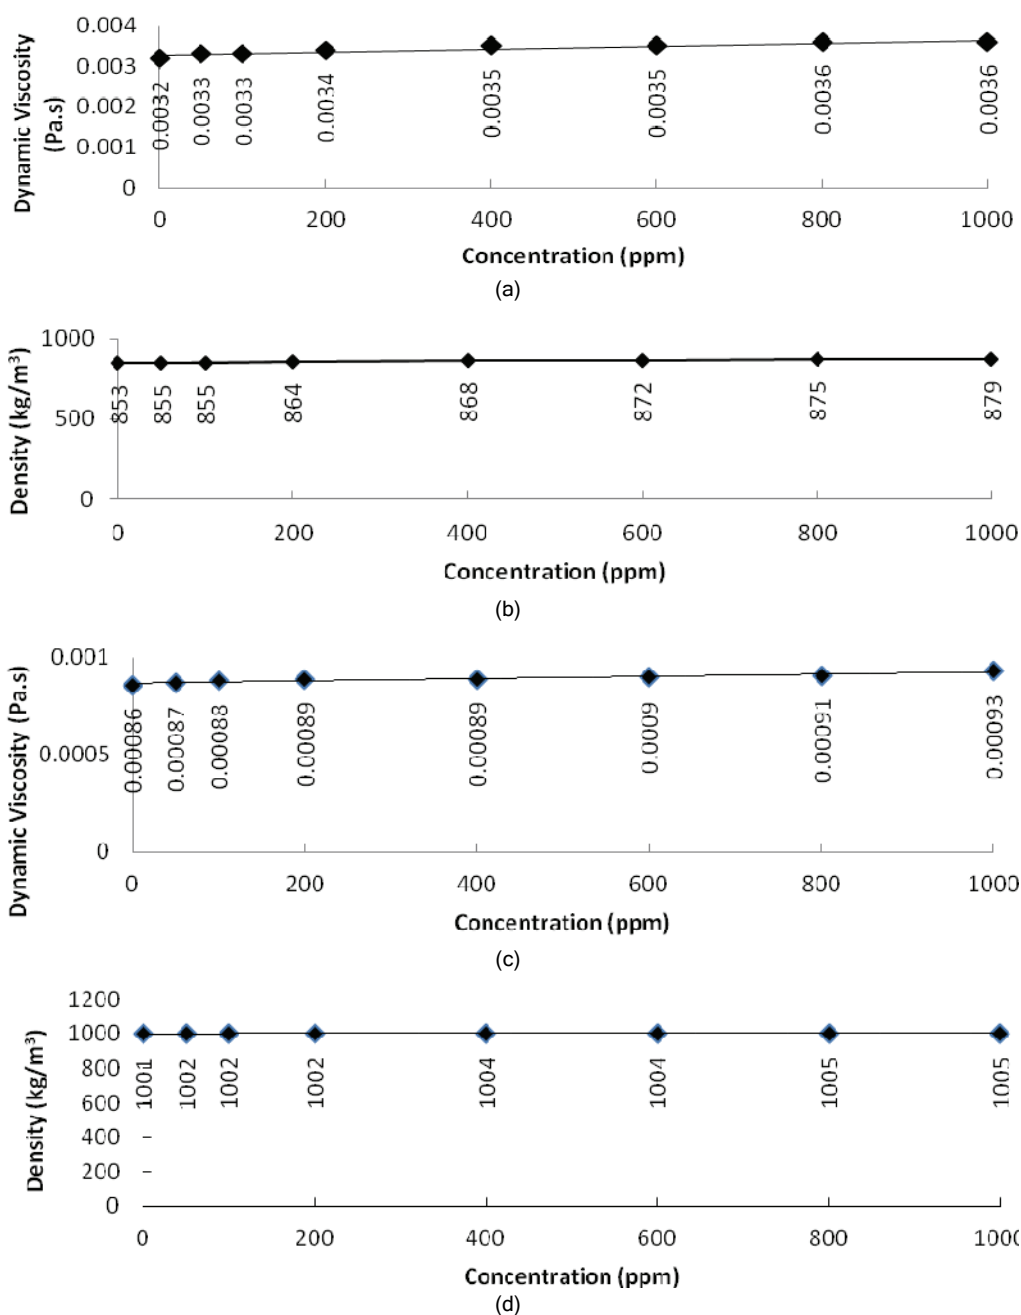 0.004
0.003
0.002
0.001
0
Dynamic Viscosity
(Pa.s)
0.0032
0.0033
0.0033
0.0034
0.0035
0.0035
0.0036
0.0036
0 200 400 600 800 1000
Concentration (ppm)
(a)
1000
500
0
Density (kg/m³)
853
855
855
864
868
872
875
879
0 200 400 600 800 1000
Concentration (ppm)
(b)
0.001
0.0005
0
Dynamic Viscosity (Pa.s)
0.00086
0.00087
0.00088
0.00089
0.00089
0.0009
0.00091
0.00093
0 200 400 600 800 1000
Concentration (ppm)
(c)
1200
1000
800
600
400
200
0
Density (kg/m³)
1001
1002
1002
1002
1004
1004
1005
1005
0 200 400 600 800 1000
Concentration (ppm)
(d)